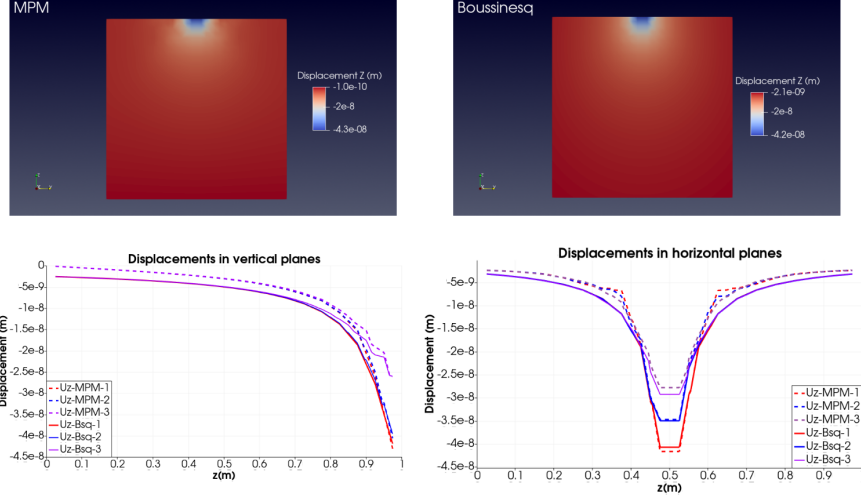 MPM
Displacement Z (m)
-1.0e-10
-2e-8
-4.3e-08
Boussinesq
Displacement Z (m)
-2.1e-09
-2e-8
-4.2e-08
Displacements in vertical planes
Displacement (m)
0
-5e-9
-1e-8
-1.5e-8
-2e-8
-2.5e-8
-3e-8
-3.5e-8
-4e-8
-4.5e-8
Uz-MPM-1
Uz-MPM-2
Uz-MPM-3
Uz-Bsq-1
Uz-Bsq-2
Uz-Bsq-3
0 0.1 0.2 0.3 0.4 0.5 0.6 0.7 0.8 0.9 1
z(m)
Displacements in horizontal planes
Displacement (m)
-5e-9
-1e-8
-1.5e-8
-2e-8
-2.5e-8
-3e-8
-3.5e-8
-4e-8
-4.5e-8
Uz-MPM-1
Uz-MPM-2
Uz-MPM-3
Uz-Bsq-1
Uz-Bsq-2
Uz-Bsq-3
0 0.1 0.2 0.3 0.4 0.5 0.6 0.7 0.8 0.9
z(m)